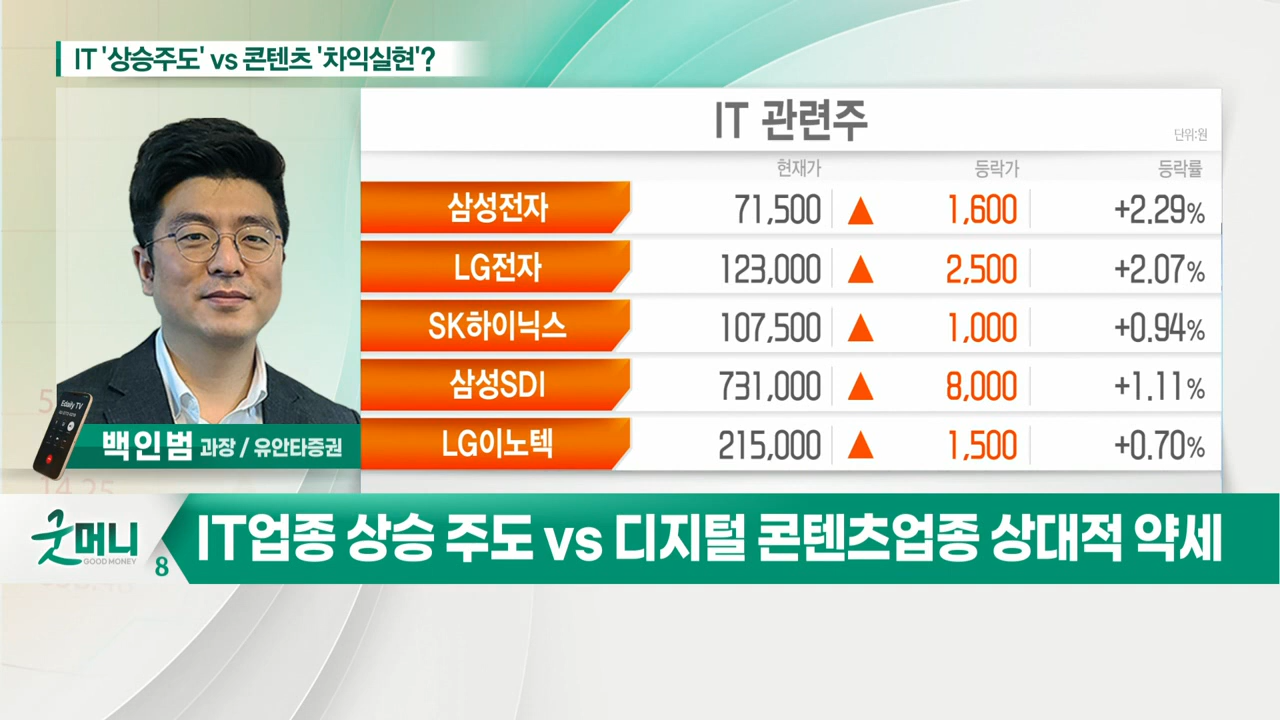 IT '상승주도' vs 콘텐츠 '차익실현'?
IT 관련주
단위:원
현재가 등락가 등락률
삼성전자 71,500 ▲ 1,600 +2.29%
LG전자 123,000 ▲ 2,500 +2.07%
SK하이닉스 107,500 ▲ 1,000 +0.94%
삼성SDI 731,000 ▲ 8,000 +1.11%
LG이노텍 215,000 ▲ 1,500 +0.70%
Edaily TV
백인범 과장 / 유안타증권
14.25
굿머니
GOOD MONEY
8
IT업종 상승 주도 vs 디지털 콘텐츠업종 상대적 약세